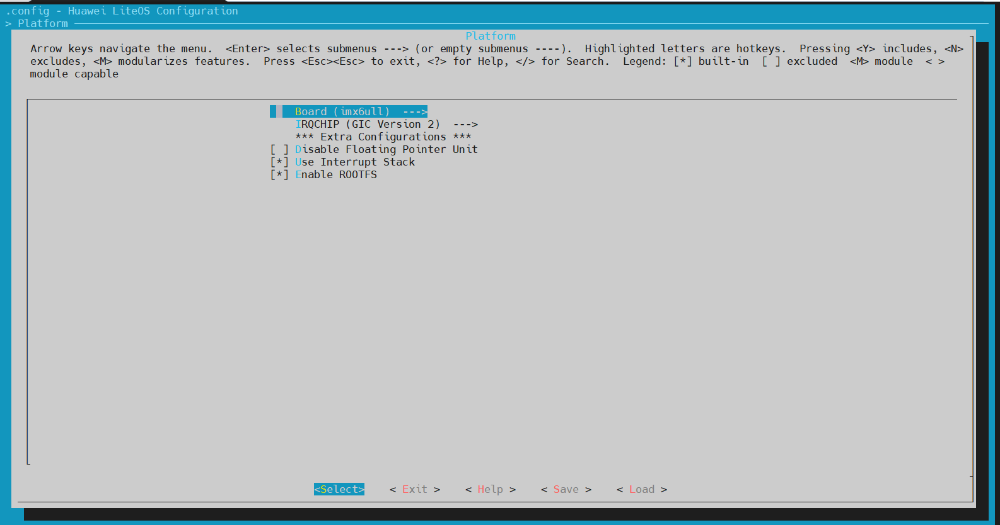 .config - Huawei LiteOS Configuration
> Platform
Platform
Arrow keys navigate the menu.  <Enter> selects submenus ---> (or empty submenus ----).  Highlighted letters are hotkeys.  Pressing <Y> includes, <N>
excludes, <M> modularizes features.  Press <Esc><Esc> to exit, <?> for Help, </> for Search.  Legend: [*] built-in  [ ] excluded  <M> module  < >
module capable
Board (imx6ull)  --->
IRQCHIP (GIC Version 2)  --->
*** Extra Configurations ***
[ ] Disable Floating Pointer Unit
[*] Use Interrupt Stack
[*] Enable ROOTFS
<Select>    < Exit >    < Help >    < Save >    < Load >